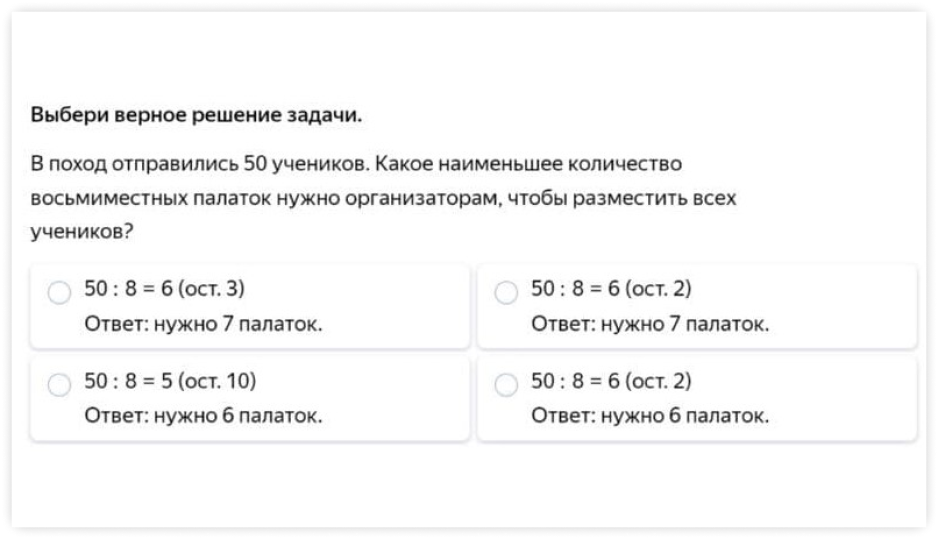 Выбери верное решение задачи.
В поход отправились 50 учеников. Какое наименьшее количество
восьмиместных палаток нужно организаторам, чтобы разместить всех
учеников?
50 : 8 = 6 (ост. 3)
Ответ: нужно 7 палаток.
50 : 8 = 6 (ост. 2)
Ответ: нужно 7 палаток.
50 : 8 = 5 (ост. 10)
Ответ: нужно 6 палаток.
50 : 8 = 6 (ост. 2)
Ответ: нужно 6 палаток.